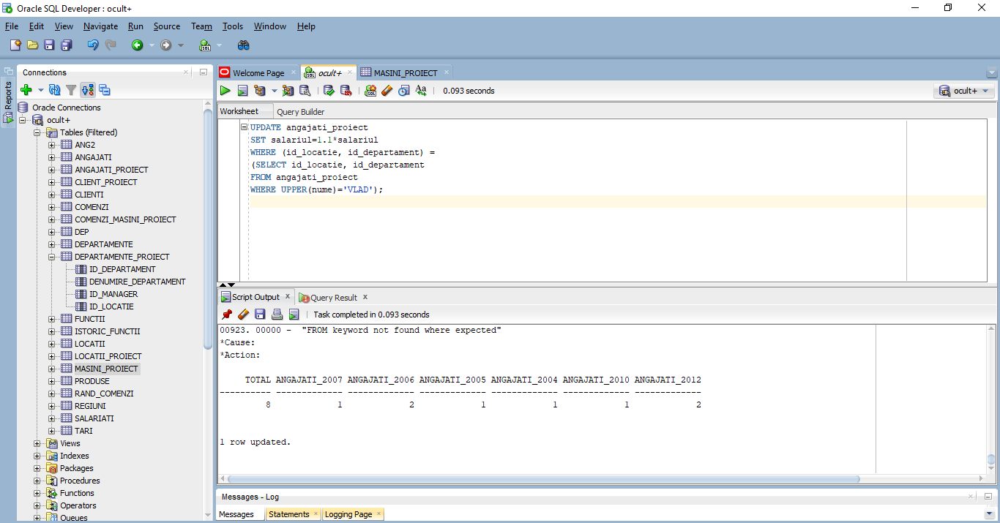 Oracle SQL Developer : ocult+
File Edit View Navigate Run Source Team Tools Window Help
Reports
Connections
Oracle Connections
ocult+
Tables (Filtered)
ANG2
ANGAJATI
ANGAJATI_PROIECT
CLIENT_PROIECT
CLIENTI
COMENZI
COMENZI_MASINI_PROIECT
DEP
DEPARTAMENTE
DEPARTAMENTE_PROIECT
ID_DEPARTAMENT
DENUMIRE_DEPARTAMENT
ID_MANAGER
ID_LOCATIE
FUNCTII
ISTORIC_FUNCTII
LOCATII
LOCATII_PROIECT
MASINI_PROIECT
PRODUSE
RAND_COMENZI
REGIUNI
SALARIATI
TARI
Views
Indexes
Packages
Procedures
Functions
Operators
Queues
Welcome Page ocult+ MASINI_PROIECT
0.093 seconds ocult+
Worksheet Query Builder
UPDATE angajati_proiect
SET salariul=1.1*salariul
WHERE (id_locatie, id_departament) =
(SELECT id_locatie, id_departament
FROM angajati_proiect
WHERE UPPER(nume)='VLAD');
Script Output Query Result
Task completed in 0.093 seconds
00923. 00000 - "FROM keyword not found where expected"
*Cause:
*Action:
TOTAL ANGAJATI_2007 ANGAJATI_2006 ANGAJATI_2005 ANGAJATI_2004 ANGAJATI_2010 ANGAJATI_2012
---------- ------------- ------------- ------------- ------------- ------------- -------------
8 1 2 1 1 1 2
1 row updated.
Messages - Log
Messages Statements Logging Page